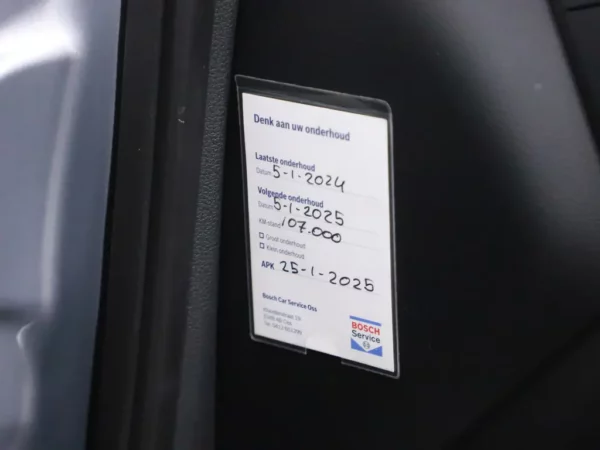 Denk aan uw onderhoud
Laatste onderhoud
Datum 5-1-2024
Volgende onderhoud
Datum 5-1-2025
KM stand 107.000
Groot onderhoud
Klein onderhoud
APK 25-1-2025
Bosch Car Service Oss
BOSCH
Service